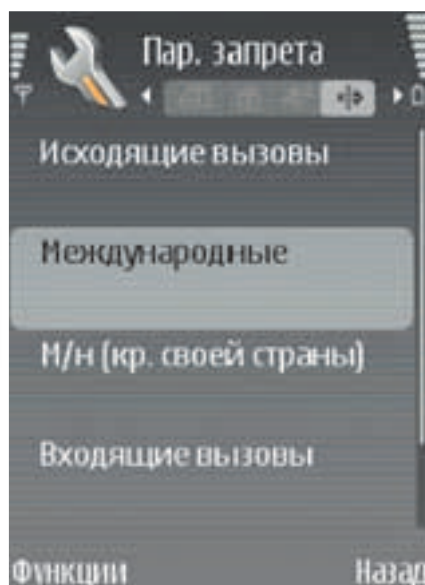 Пар. запрета
Исходящие вызовы
Международные
М/н (кр. своей страны)
Входящие вызовы
Функции
Назад